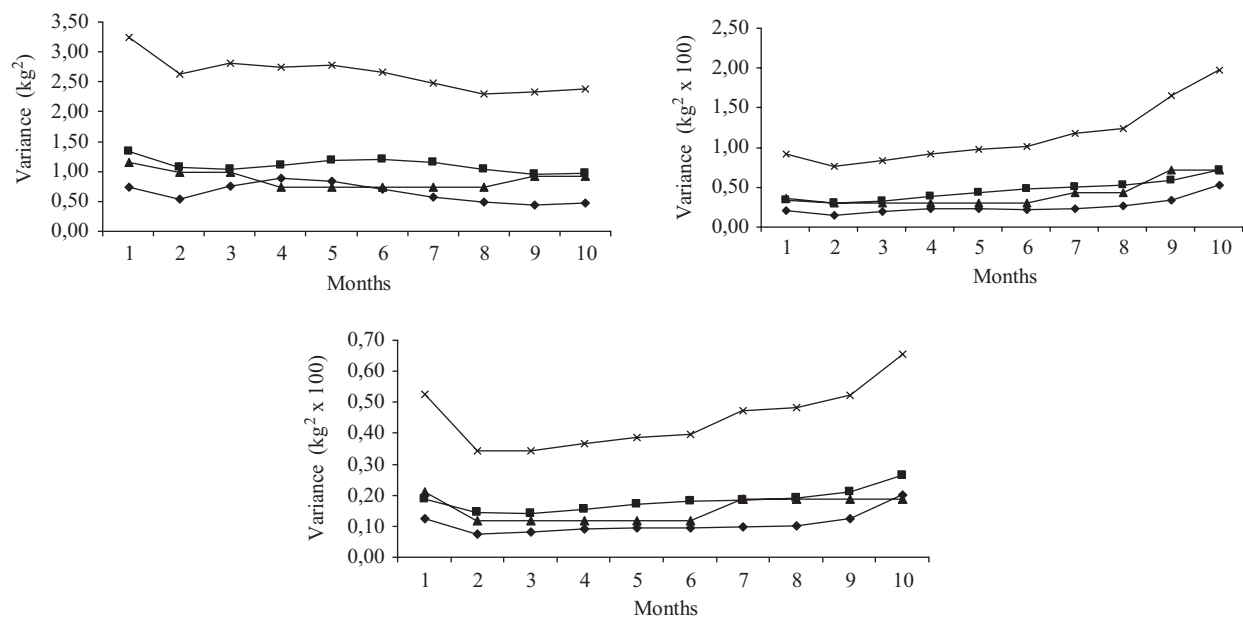 Variance (kg²)
3,50
3,00
2,50
2,00
1,50
1,00
0,50
0,00
1 2 3 4 5 6 7 8 9 10
Months
Variance (kg² x 100)
2,50
2,00
1,50
1,00
0,50
0,00
1 2 3 4 5 6 7 8 9 10
Months
Variance (kg² x 100)
0,70
0,60
0,50
0,40
0,30
0,20
0,10
0,00
1 2 3 4 5 6 7 8 9 10
Months